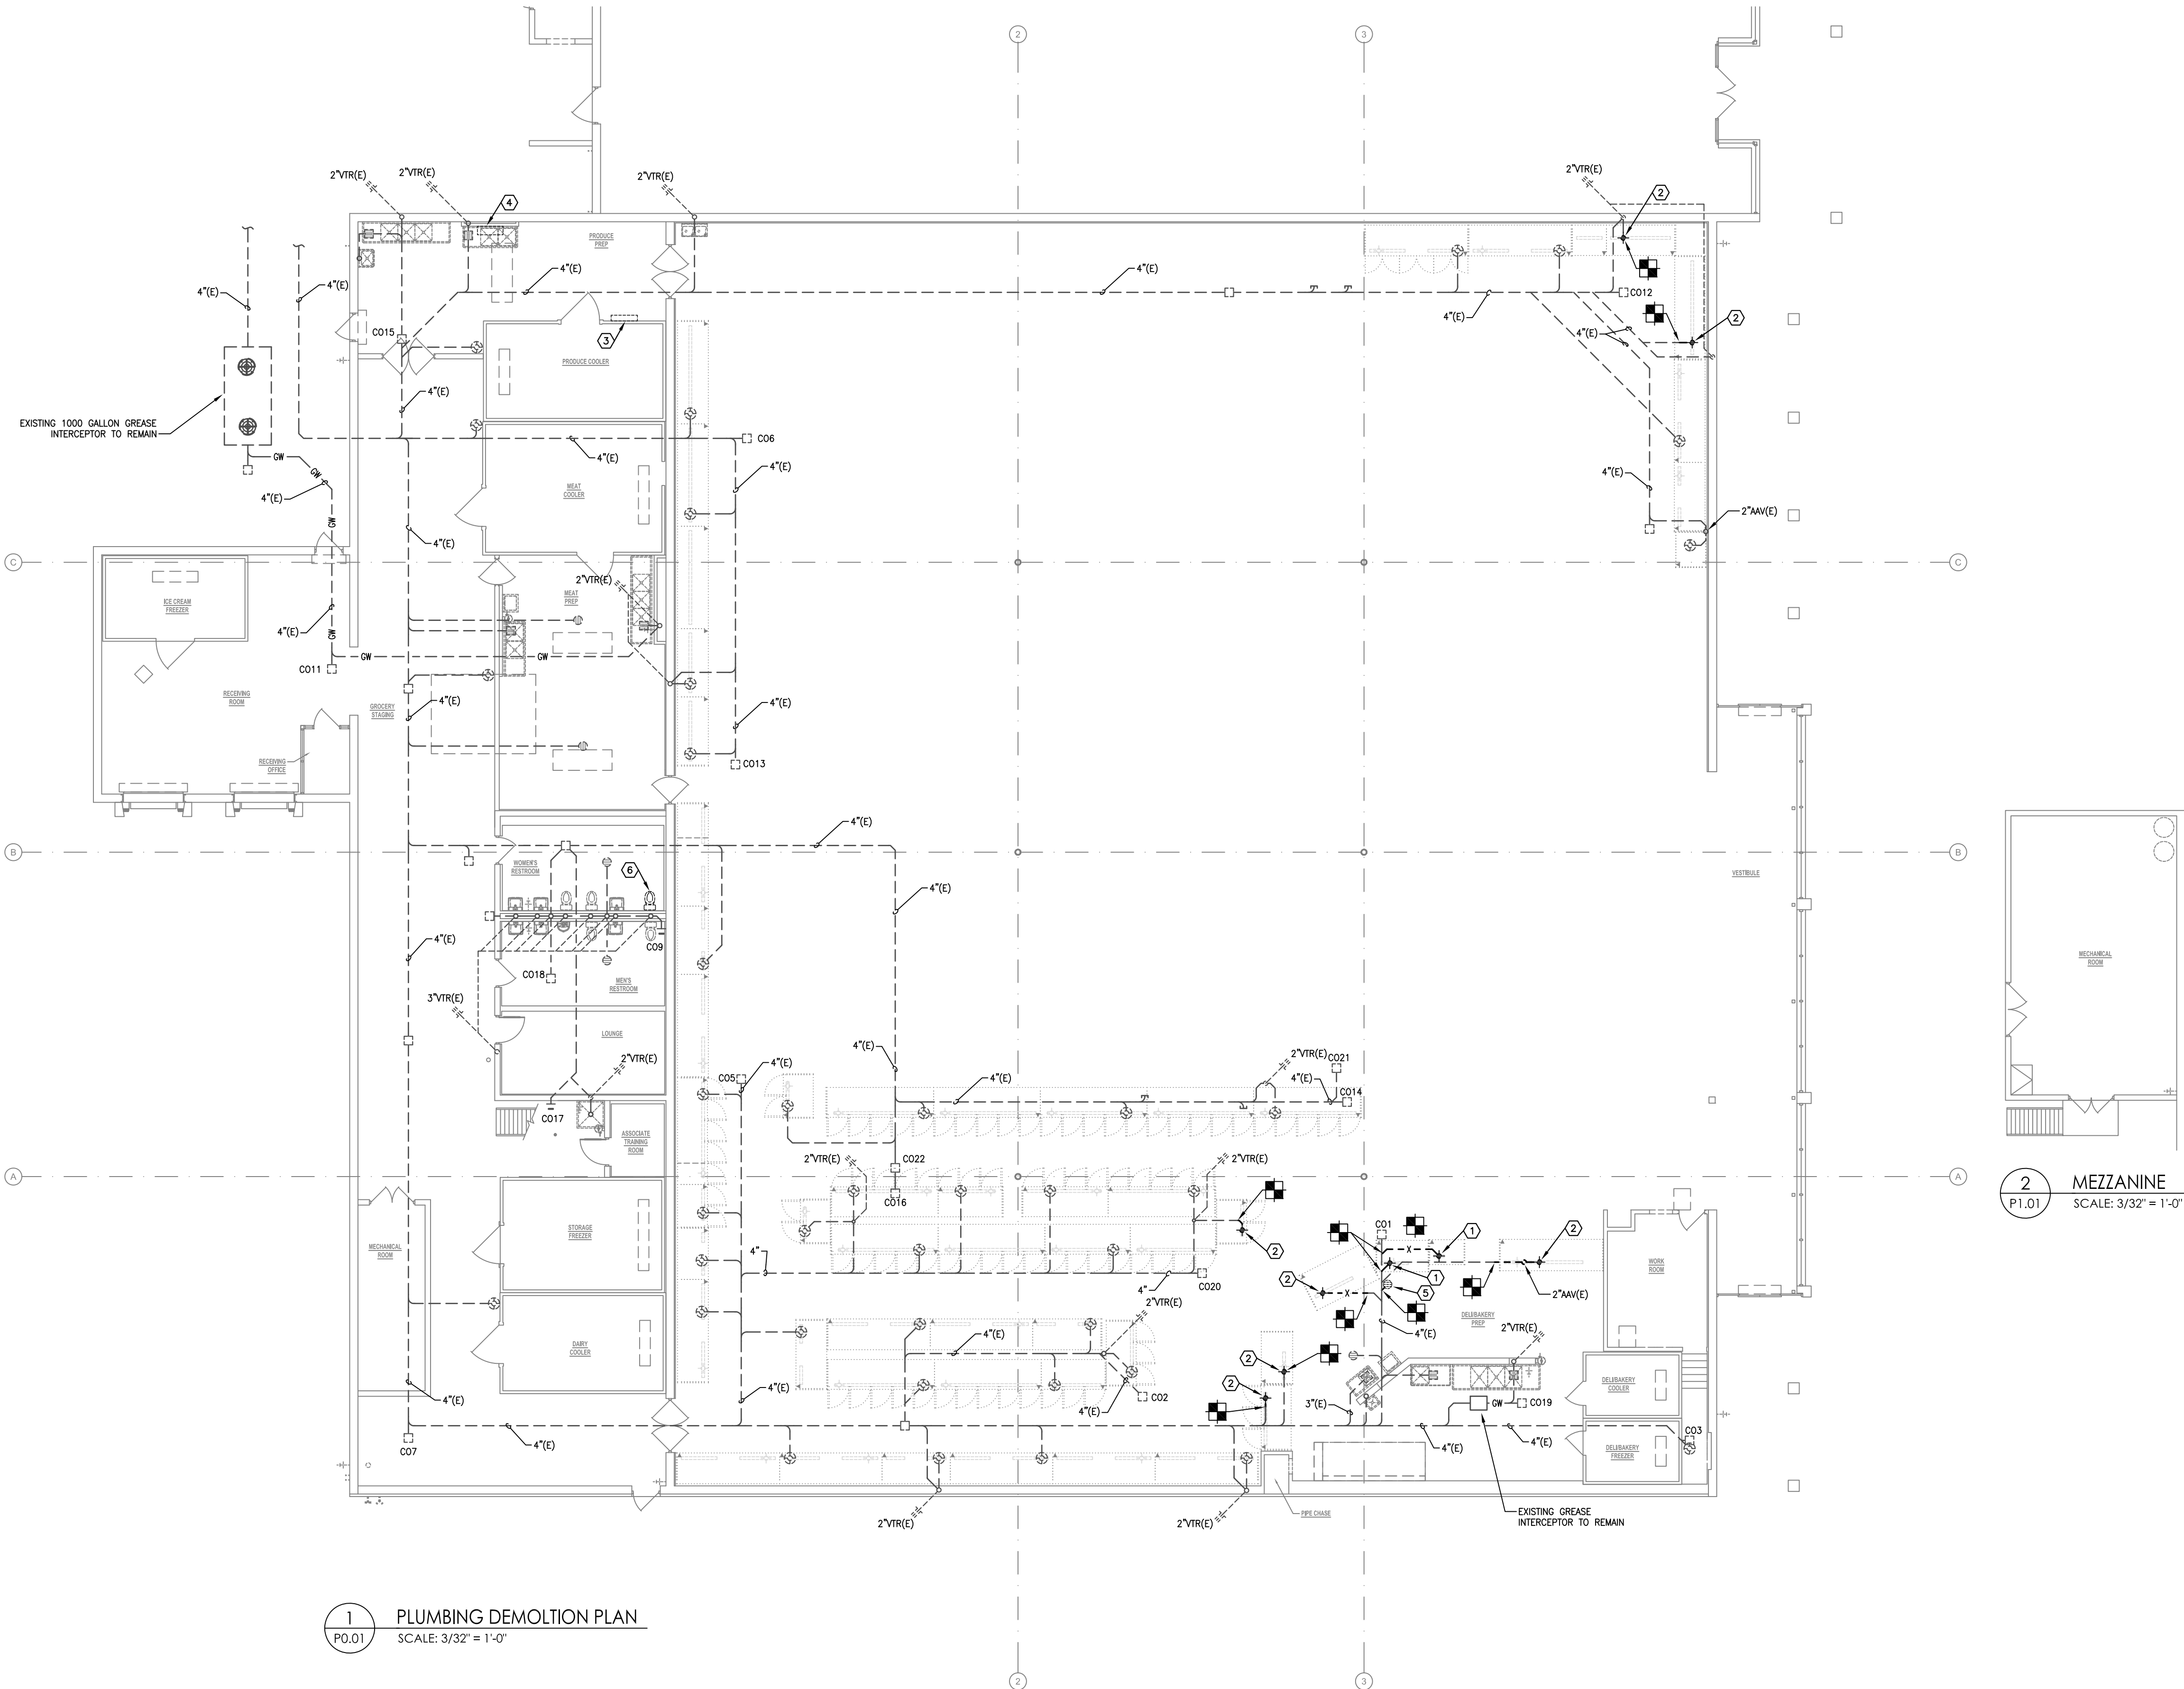 2
3
2"VTR(E)
2"VTR(E)
2"VTR(E)
2"VTR(E)
4
2
PRODUCE
PREP
4"(E)
4"(E)
4"(E)
4"(E)
CO12
4"(E)
4"(E)
2
CO15
3
PRODUCE COOLER
4"(E)
EXISTING 1000 GALLON GREASE
INTERCEPTOR TO REMAIN
CO6
GW
GW
4"(E)
4"(E)
4"(E)
4"(E)
MEAT
COOLER
GW
2"AAV(E)
4"(E)
C
C
ICE CREAM
FREEZER
2"VTR(E)
MEAT
PREP
4"(E)
GW
GW
GW
CO11
RECEIVING
ROOM
GROCERY
STAGING
4"(E)
4"(E)
RECEIVING
OFFICE
CO13
4"(E)
B
B
WOMEN'S
RESTROOM
6
4"(E)
VESTIBULE
4"(E)
CO9
CO18
MEN'S
RESTROOM
MECHANICAL
ROOM
3"VTR(E)
LOUNGE
2"VTR(E)
4"(E)
2"VTR(E)
CO21
CO5
4"(E)
4"(E)
4"(E)
CO14
CO17
ASSOCIATE
TRAINING
ROOM
2"VTR(E)
CO22
2"VTR(E)
A
A
CO16
2
MEZZANINE
P1.01
SCALE: 3/32" = 1'-0"
STORAGE
FREEZER
MECHANICAL
ROOM
CO1
1
2
4"
2
X
WORK
ROOM
4"
CO20
2
1
5
X
2"AAV(E)
2"VTR(E)
DELI/BAKERY
PREP
4"(E)
4"(E)
2"VTR(E)
DAIRY
COOLER
2
2
DELI/BAKERY
COOLER
4"(E)
4"(E)
4"(E)
CO2
3"(E)
GW
CO19
CO7
4"(E)
4"(E)
4"(E)
CO3
DELI/BAKERY
FREEZER
2"VTR(E)
2"VTR(E)
PIPE CHASE
EXISTING GREASE
INTERCEPTOR TO REMAIN
1
PLUMBING DEMOLTION PLAN
P0.01
SCALE: 3/32" = 1'-0"
2
3